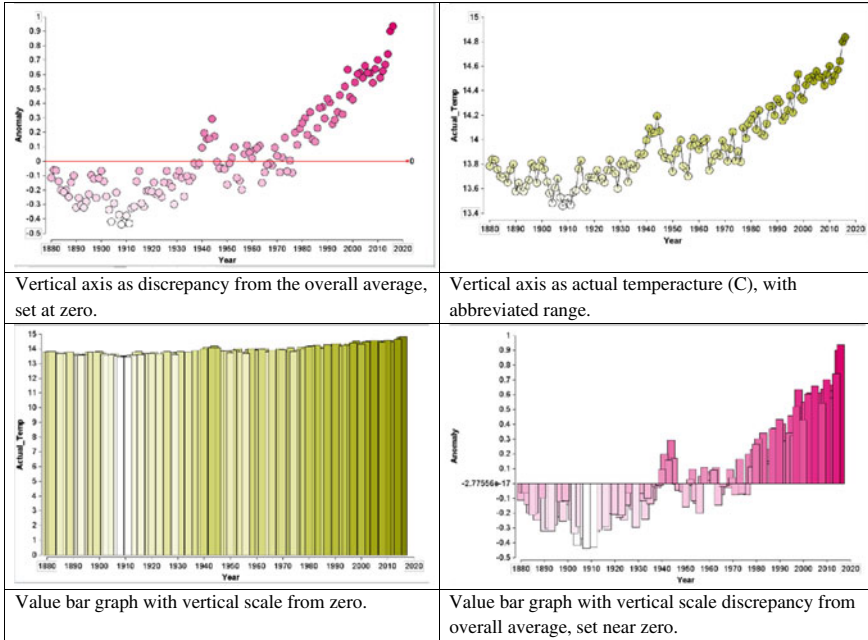 1
0.9
0.8
0.7
0.6
0.5
0.4
0.3
0.2
0.1
0
-0.1
-0.2
-0.3
-0.4
-0.5
Anomaly
0
1880 1890 1900 1910 1920 1930 1940 1950 1960 1970 1980 1990 2000 2010 2020
Year
Vertical axis as discrepancy from the overall average,
set at zero.
15
14.8
14.6
14.4
14.2
14
13.8
13.6
13.4
Actual_Temp
1880 1890 1900 1910 1920 1930 1940 1950 1960 1970 1980 1990 2000 2010 2020
Year
Vertical axis as actual temperacture (C), with
abbreviated range.
15
14
13
12
11
10
9
8
7
6
5
4
3
2
1
0
Actual_Temp
1880 1890 1900 1910 1920 1930 1940 1950 1960 1970 1980 1990 2000 2010 2020
Year
Value bar graph with vertical scale from zero.
1
0.9
0.8
0.7
0.6
0.5
0.4
0.3
0.2
0.1
-2.77556e-17
-0.1
-0.2
-0.3
-0.4
-0.5
Anomaly
1880 1890 1900 1910 1920 1930 1940 1950 1960 1970 1980 1990 2000 2010 2020
Year
Value bar graph with vertical scale discrepancy from
overall average, set near zero.